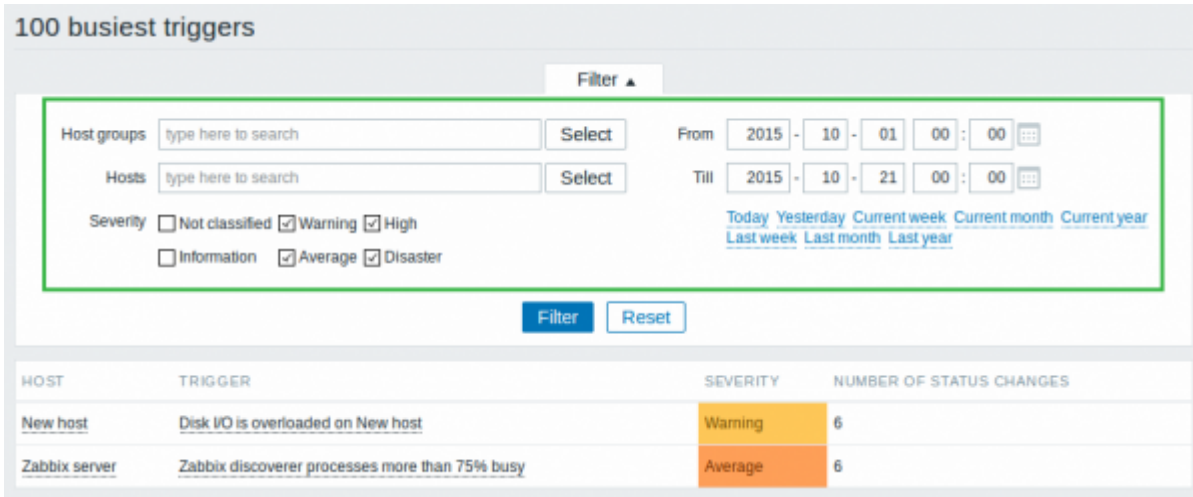 100 busiest triggers
Filter ▲
Host groups type here to search Select From 2015 - 10 - 01 00 : 00
Hosts type here to search Select Till 2015 - 10 - 21 00 : 00
Severity Not classified Warning High Today Yesterday Current week Current month Current year
Last week Last month Last year
Information Average Disaster
Filter Reset
HOST TRIGGER SEVERITY NUMBER OF STATUS CHANGES
New host Disk I/O is overloaded on New host Warning 6
Zabbix server Zabbix discoverer processes more than 75% busy Average 6